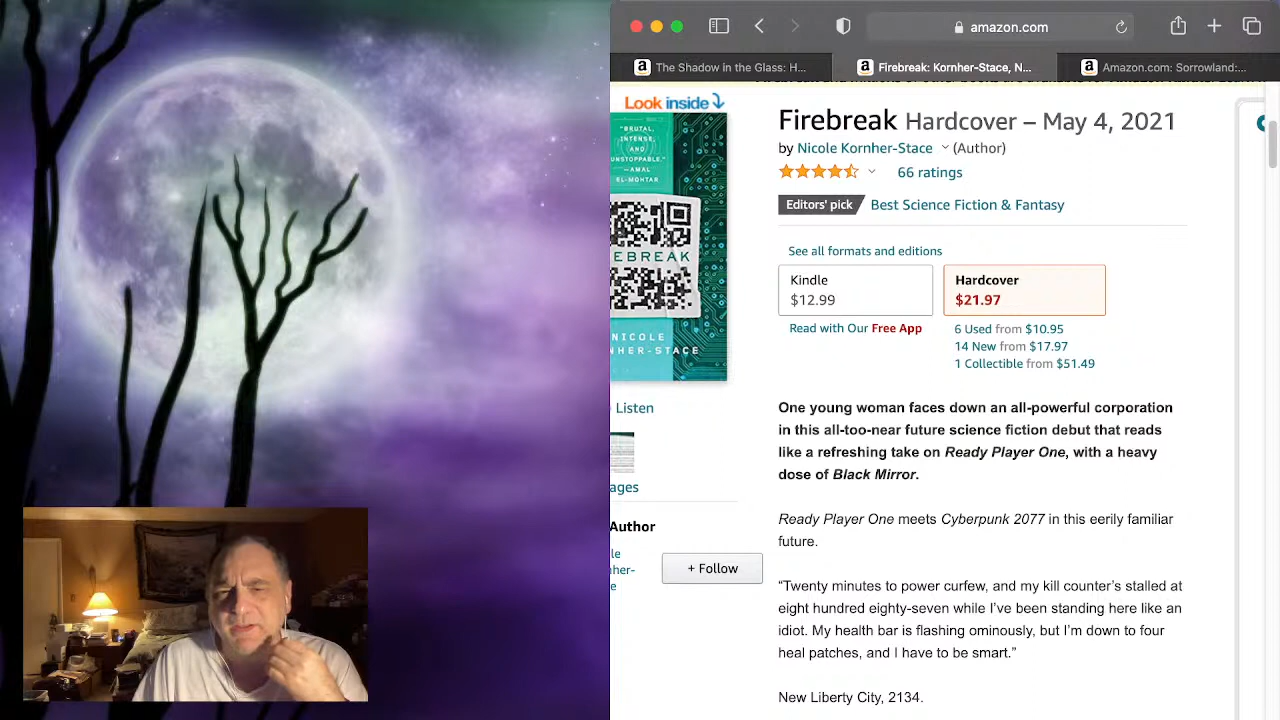 amazon.com
The Shadow in the Glass: H...
Firebreak: Kornher-Stace, N...
Amazon.com: Sorrowland:...
Look inside
Firebreak Hardcover – May 4, 2021
by Nicole Kornher-Stace (Author)
66 ratings
Editors' pick Best Science Fiction & Fantasy
"BRUTAL,
INTENSE,
AND
UNSTOPPABLE."
—AMAL
EL-MOHTAR
EBREAK
NICOLE
NHER-STACE
See all formats and editions
Kindle
$12.99
Hardcover
$21.97
Read with Our Free App
6 Used from $10.95
14 New from $17.97
1 Collectible from $51.49
Listen
ages
Author
le
nher-
e
+ Follow
One young woman faces down an all-powerful corporation
in this all-too-near future science fiction debut that reads
like a refreshing take on Ready Player One, with a heavy
dose of Black Mirror.
Ready Player One meets Cyberpunk 2077 in this eerily familiar
future.
“Twenty minutes to power curfew, and my kill counter’s stalled at
eight hundred eighty-seven while I’ve been standing here like an
idiot. My health bar is flashing ominously, but I’m down to four
heal patches, and I have to be smart.”
New Liberty City, 2134.